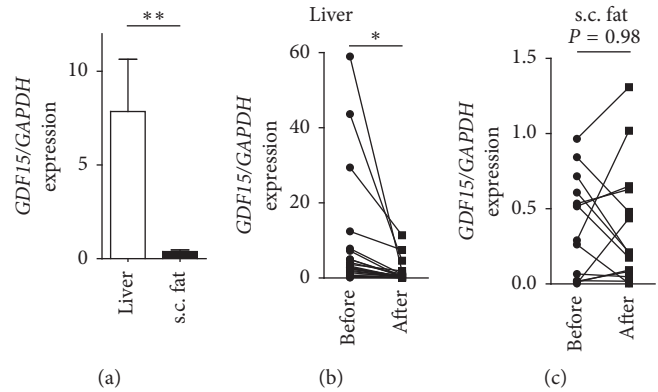 **
GDF15/GAPDH
expression
10
5
0
Liver
s.c. fat
(a)
Liver
*
GDF15/GAPDH
expression
60
40
20
0
Before
After
(b)
s.c. fat
P = 0.98
GDF15/GAPDH
expression
1.5
1.0
0.5
0.0
Before
After
(c)